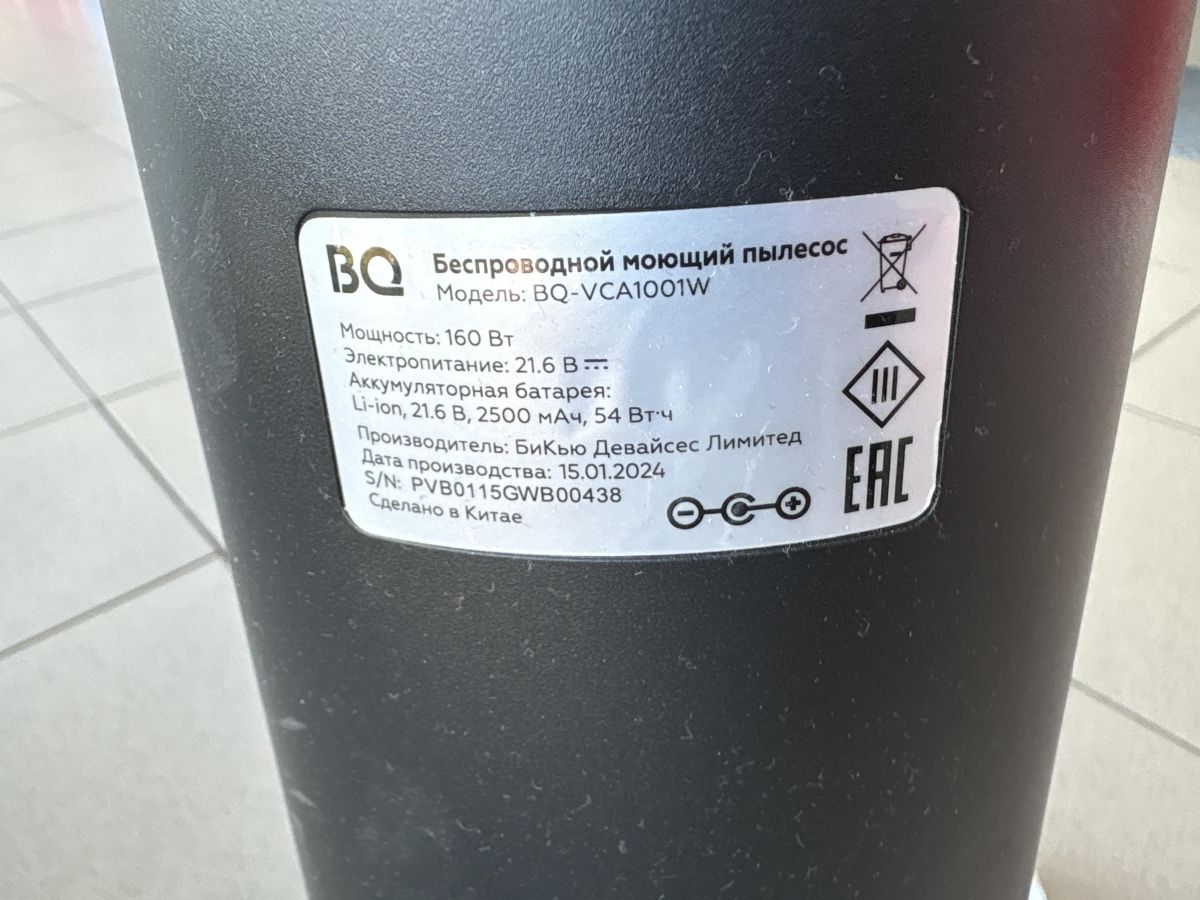 BQ
Беспроводной моющий пылесос
Модель: BQ-VCA1001W
Мощность: 160 Вт
Электропитание: 21.6 В
Аккумуляторная батарея:
Li-ion, 21.6 В, 2500 мАч, 54 Вт·ч
Производитель: БиКью Девайсес Лимитед
Дата производства: 15.01.2024
S/N: PVB0115GWB00438
Сделано в Китае
EAC